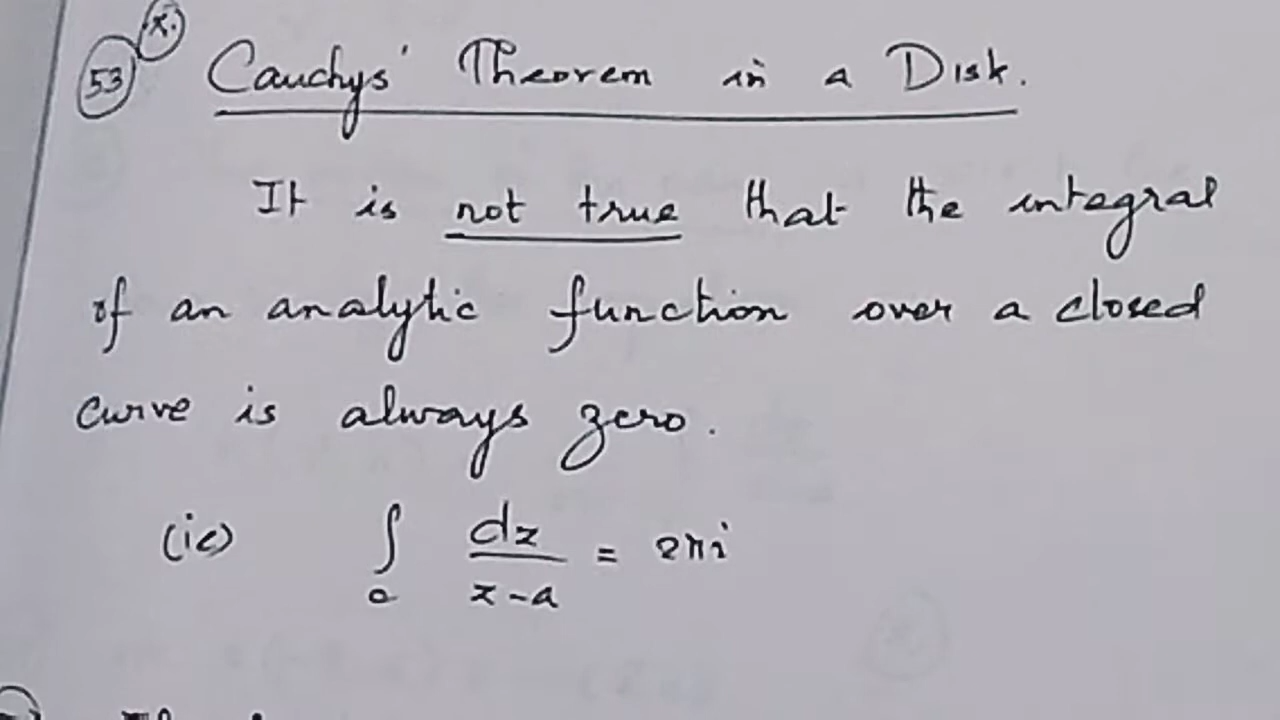 53 x.
Cauchys' Theorem in a Disk.
It is not true that the integral
of an analytic function over a closed
curve is always zero.
(ie) ∫c dz/z-a = 2πi